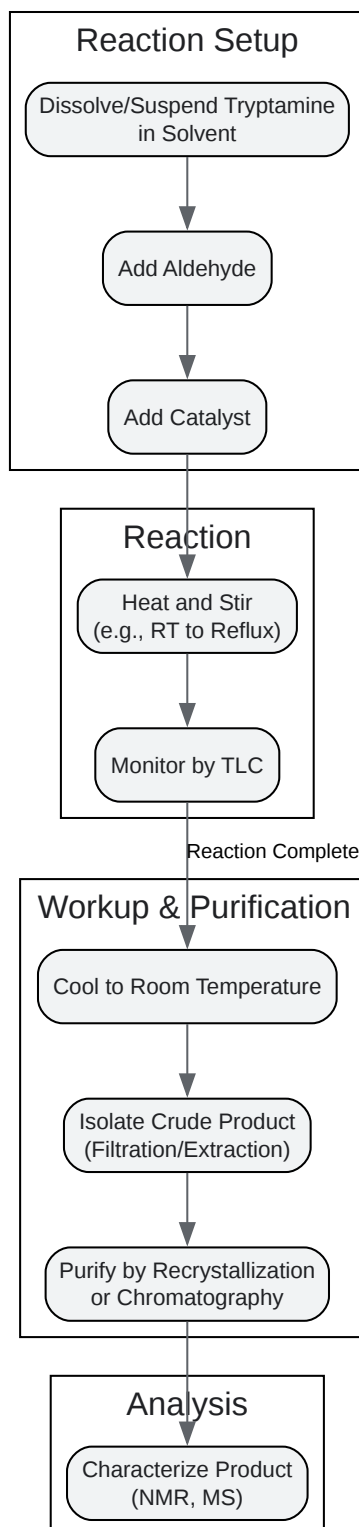 Reaction Setup
Dissolve/Suspend Tryptamine
in Solvent
Add Aldehyde
Add Catalyst
Reaction
Heat and Stir
(e.g., RT to Reflux)
Monitor by TLC
Reaction Complete
Workup & Purification
Cool to Room Temperature
Isolate Crude Product
(Filtration/Extraction)
Purify by Recrystallization
or Chromatography
Analysis
Characterize Product
(NMR, MS)